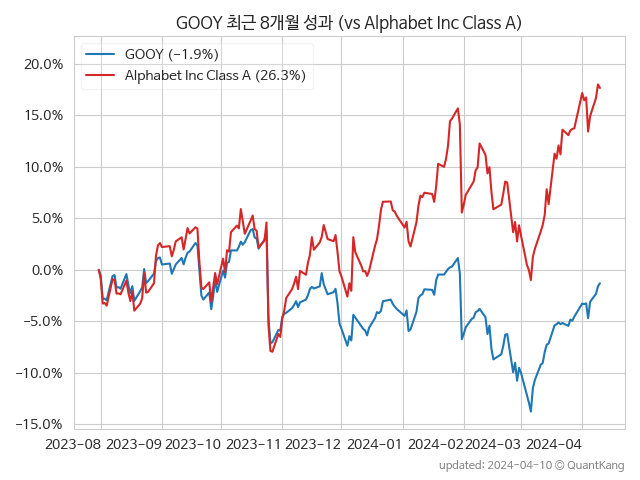 GOOY 최근 8개월 성과 (vs Alphabet Inc Class A)
GOOY (−1.9%)
Alphabet Inc Class A (26.3%)
20.0%
15.0%
10.0%
5.0%
0.0%
−5.0%
−10.0%
−15.0%
2023-08 2023-09 2023-10 2023-11 2023-12 2024-01 2024-02 2024-03 2024-04
updated: 2024-04-10 © QuantKang